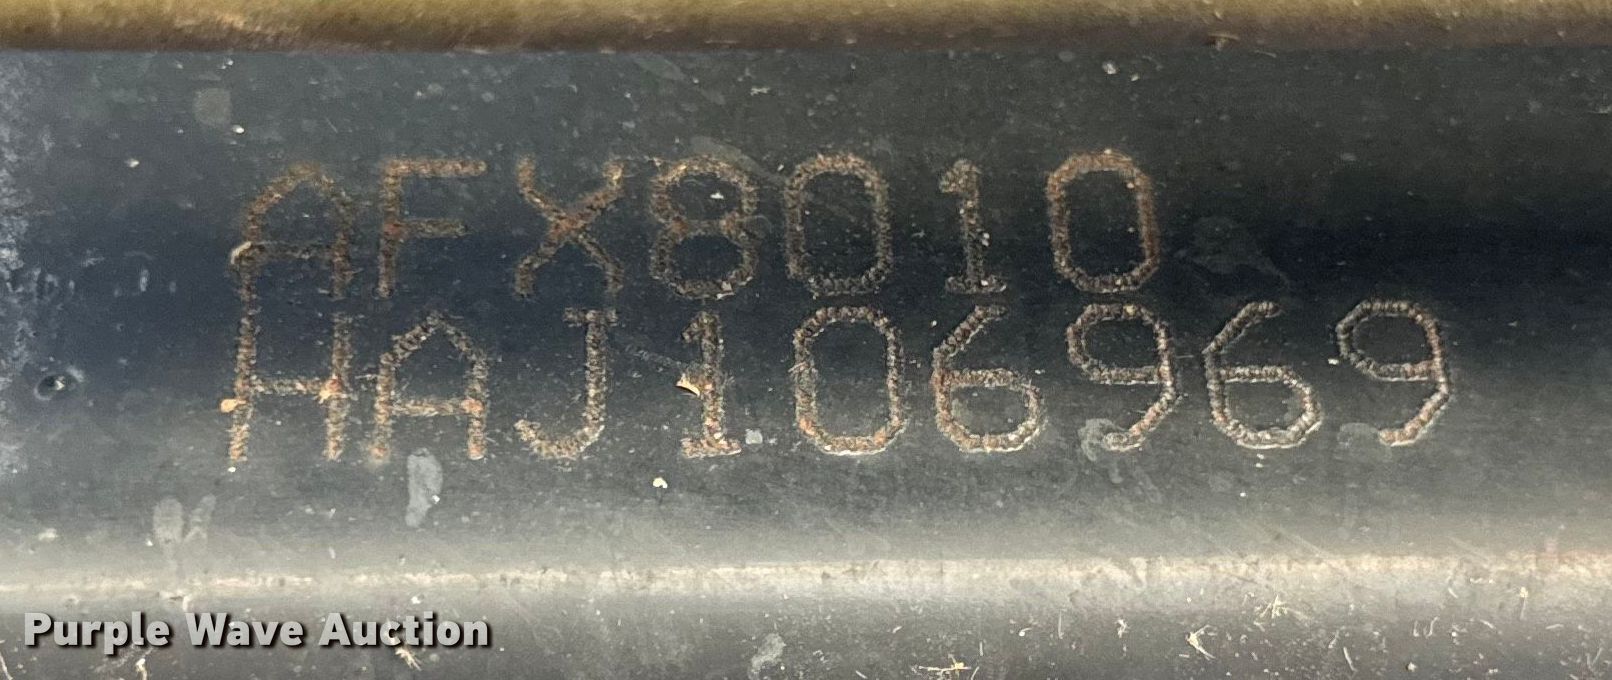 AFX8010
HAJ106969
Purple Wave Auction